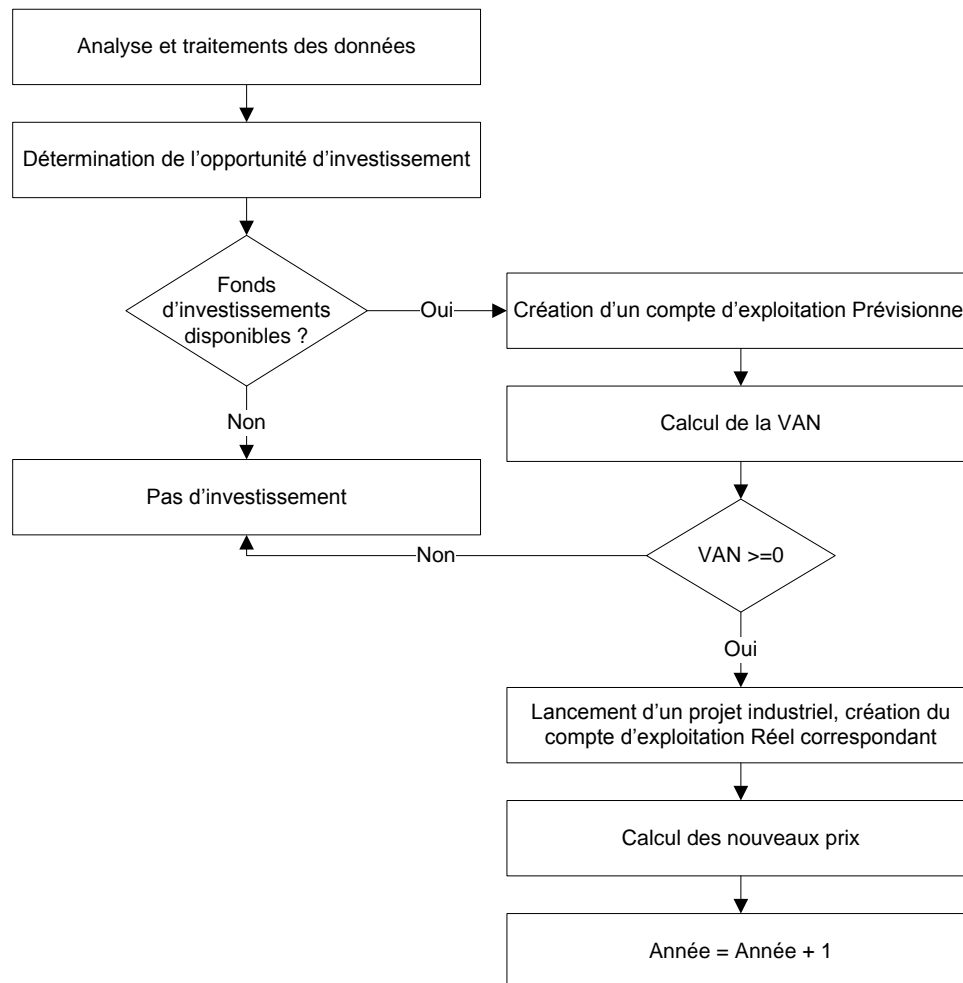 Analyse et traitements des données
Détermination de l’opportunité d’investissement
Fonds
d’investissements
disponibles ?
Oui
Création d’un compte d’exploitation Prévisionne
Non
Calcul de la VAN
Pas d’investissement
Non
VAN >=0
Oui
Lancement d’un projet industriel, création du
compte d’exploitation Réel correspondant
Calcul des nouveaux prix
Année = Année + 1